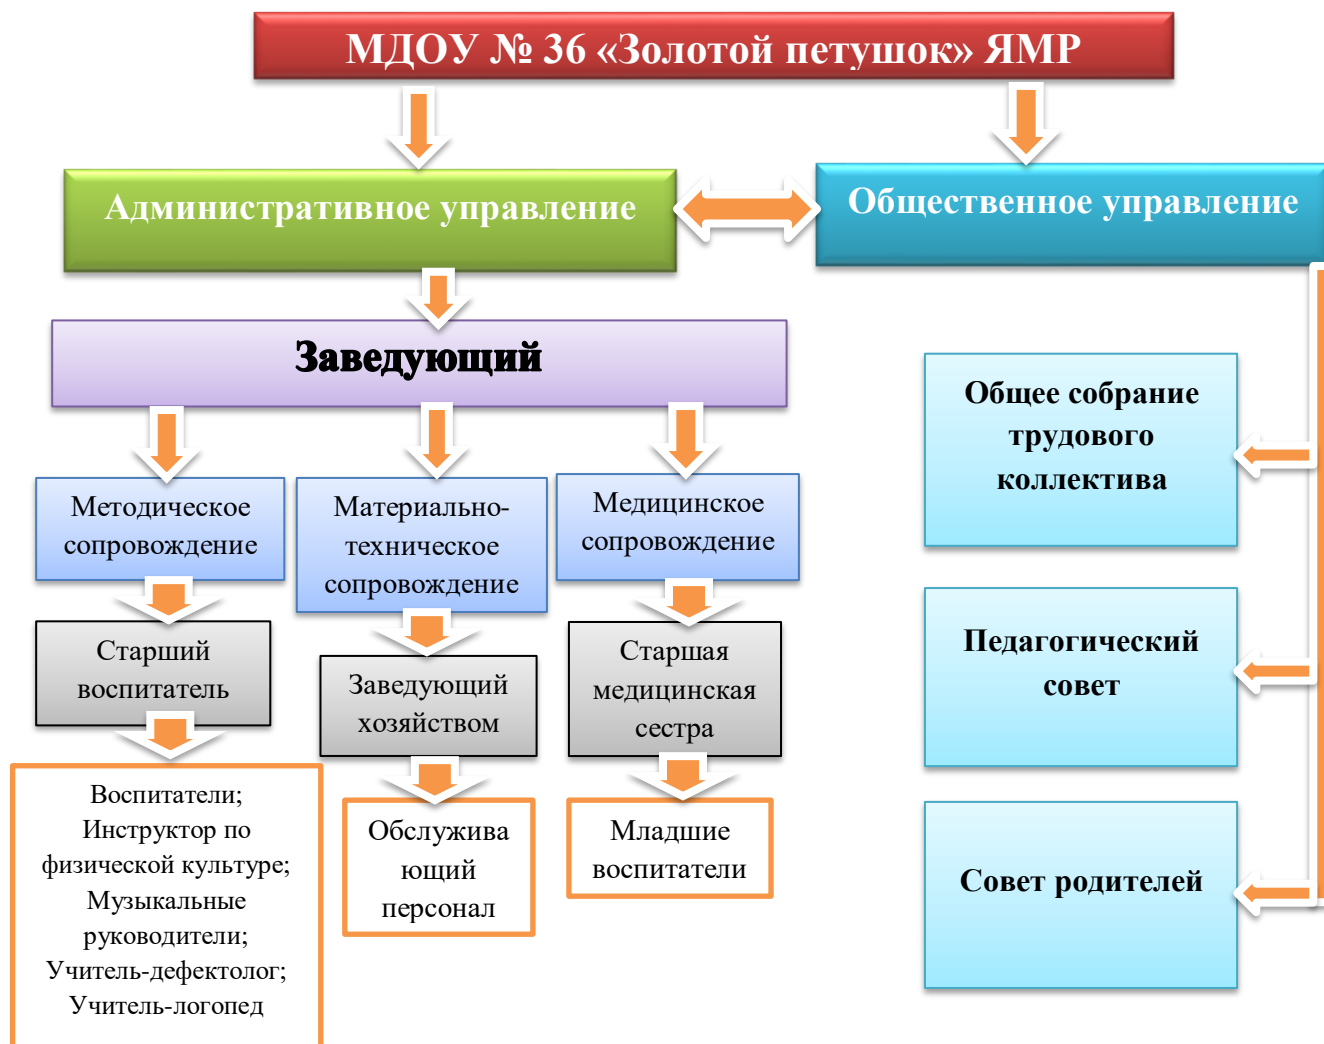 МДОУ № 36 «Золотой петушок» ЯМР
Административное управление
Общественное управление
Заведующий
Методическое
сопровождение
Материально-
техническое
сопровождение
Медицинское
сопровождение
Старший
воспитатель
Заведующий
хозяйством
Старшая
медицинская
сестра
Воспитатели;
Инструктор по
физической культуре;
Музыкальные
руководители;
Учитель-дефектолог;
Учитель-логопед
Обслужива
ющий
персонал
Младшие
воспитатели
Общее собрание
трудового
коллектива
Педагогический
совет
Совет родителей